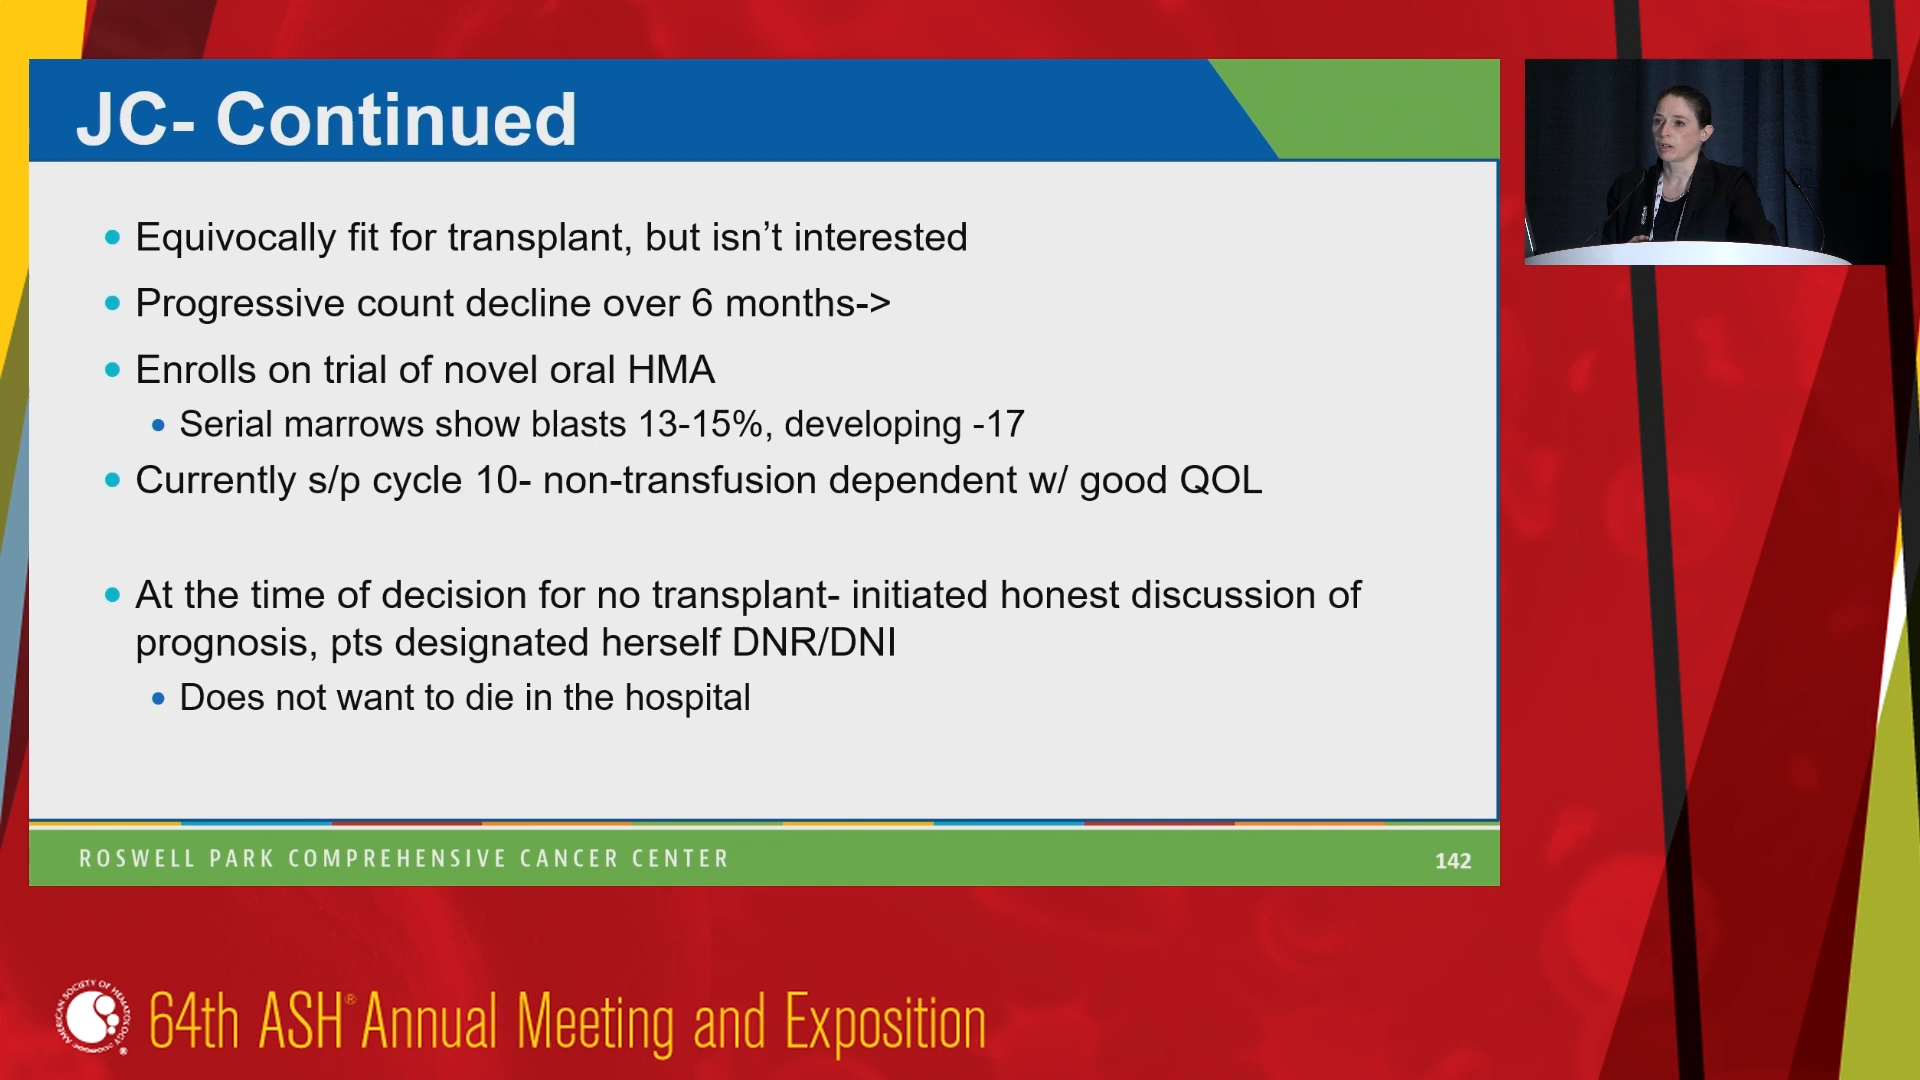 JC- Continued
Equivocally fit for transplant, but isn’t interested
Progressive count decline over 6 months->
Enrolls on trial of novel oral HMA
Serial marrows show blasts 13-15%, developing -17
Currently s/p cycle 10- non-transfusion dependent w/ good QOL
At the time of decision for no transplant- initiated honest discussion of
prognosis, pts designated herself DNR/DNI
Does not want to die in the hospital
ROSWELL PARK COMPREHENSIVE CANCER CENTER
142
AMERICAN SOCIETY OF HEMATOLOGY
64th ASH® Annual Meeting and Exposition